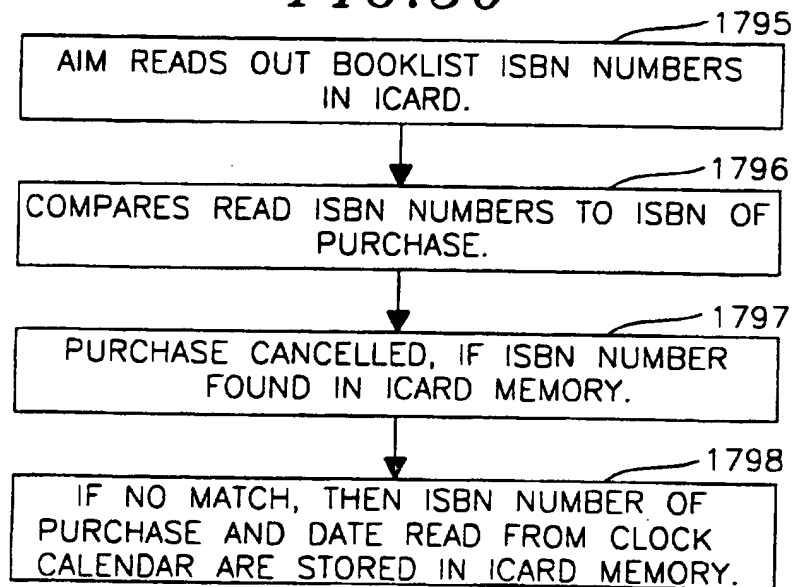 1795
AIM READS OUT BOOKLIST ISBN NUMBERS
IN ICARD.
1796
COMPARES READ ISBN NUMBERS TO ISBN OF
PURCHASE.
1797
PURCHASE CANCELLED, IF ISBN NUMBER
FOUND IN ICARD MEMORY.
1798
IF NO MATCH, THEN ISBN NUMBER OF
PURCHASE AND DATE READ FROM CLOCK
CALENDAR ARE STORED IN ICARD MEMORY.